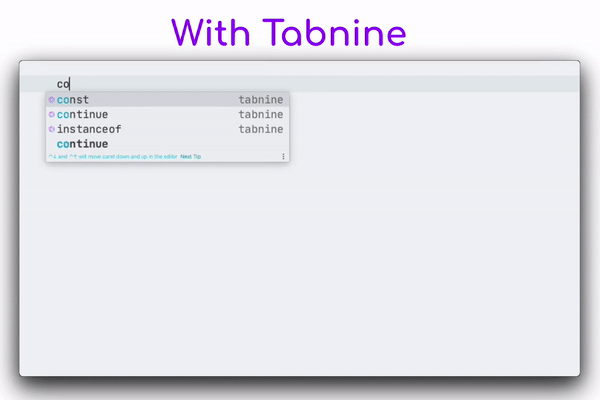 With Tabnine
co
const tabnine
continue tabnine
instanceof tabnine
continue
^↓ and ^↑ will move caret down and up in the editor Next Tip